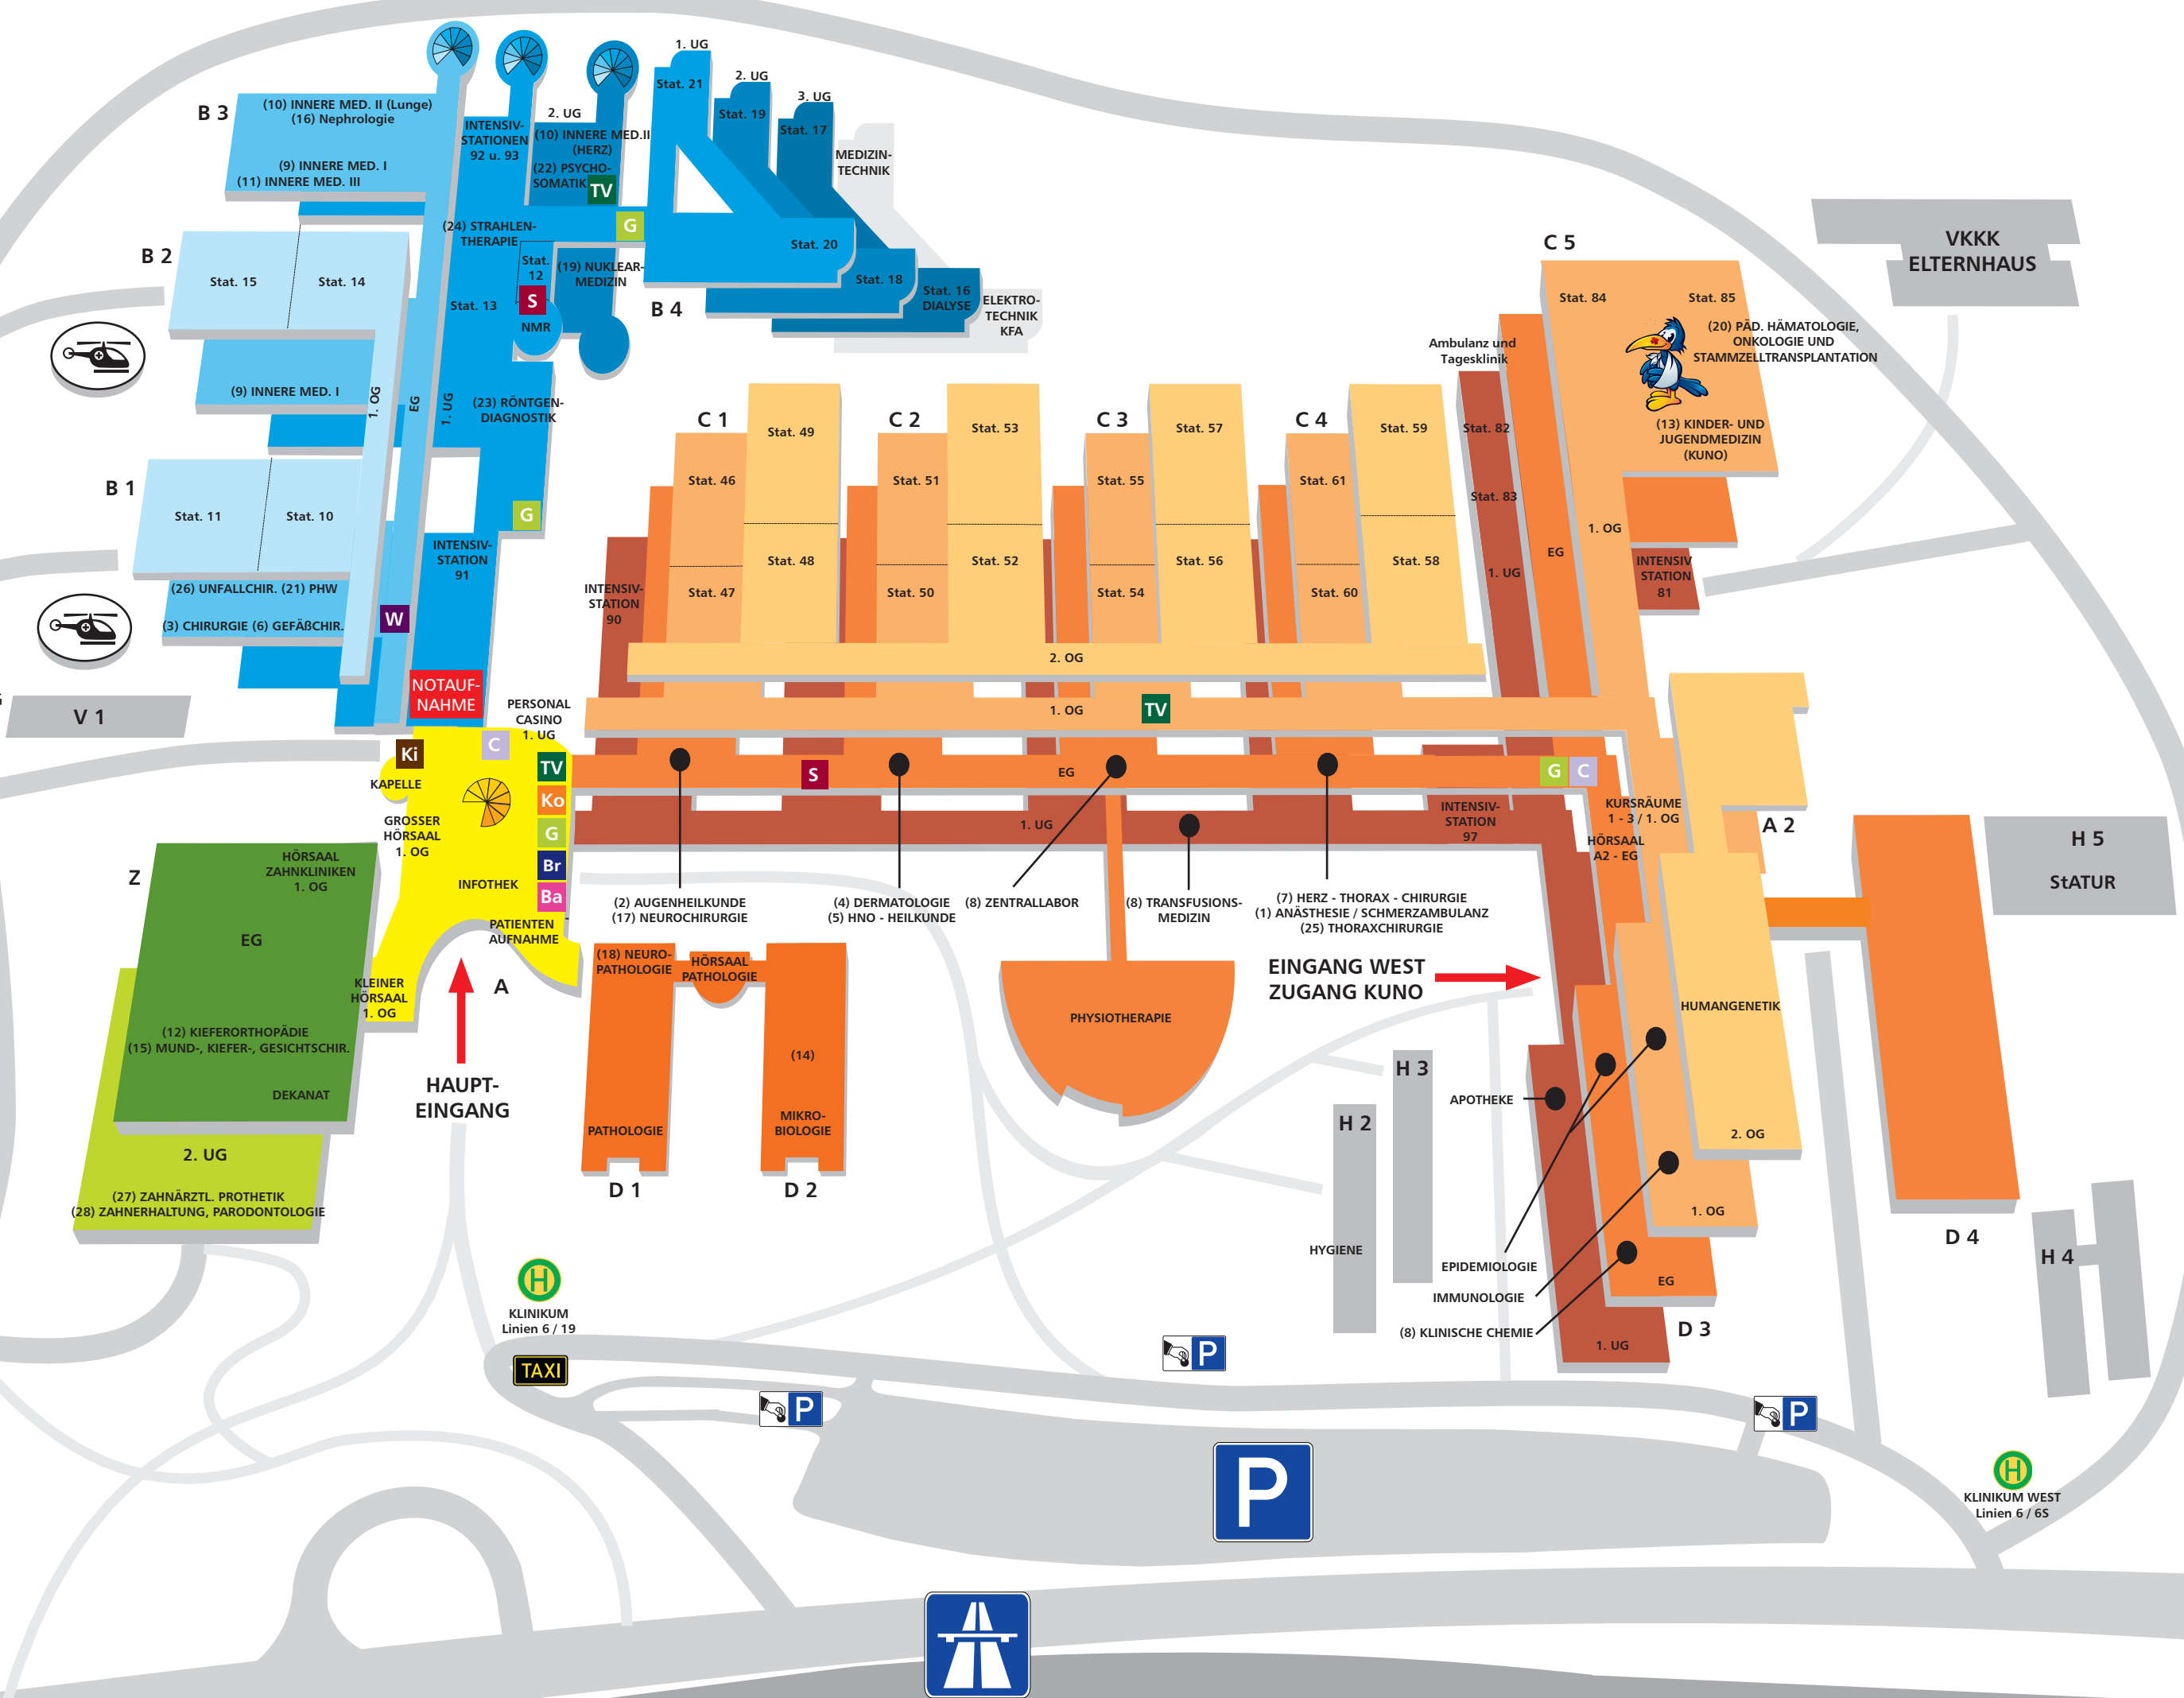 B 3
(10) INNERE MED. II (Lunge)
(16) Nephrologie
(9) INNERE MED. I
(11) INNERE MED. III
INTENSIV-
STATIONEN
92 u. 93
2. UG
(10) INNERE MED.II
(HERZ)
(22) PSYCHO-
SOMATIK
TV
G
1. UG
Stat. 21
2. UG
Stat. 19
3. UG
Stat. 17
MEDIZIN-
TECHNIK
(24) STRAHLEN-
THERAPIE
Stat.
12
(19) NUKLEAR-
MEDIZIN
S
NMR
Stat. 13
Stat. 20
Stat. 18
Stat. 16
DIALYSE
ELEKTRO-
TECHNIK
KFA
B 4
B 2
Stat. 15
Stat. 14
(9) INNERE MED. I
1. OG
EG
1. UG
(23) RÖNTGEN-
DIAGNOSTIK
G
B 1
Stat. 11
Stat. 10
INTENSIV-
STATION
91
(26) UNFALLCHIR. (21) PHW
(3) CHIRURGIE (6) GEFÄßCHIR.
W
NOTAUF-
NAHME
V 1
C 1
Stat. 49
Stat. 46
Stat. 48
Stat. 47
INTENSIV-
STATION
90
C 2
Stat. 53
Stat. 51
Stat. 52
Stat. 50
C 3
Stat. 57
Stat. 55
Stat. 56
Stat. 54
C 4
Stat. 59
Stat. 61
Stat. 58
Stat. 60
2. OG
1. OG
TV
EG
S
1. UG
C 5
Stat. 84
Stat. 85
(20) PÄD. HÄMATOLOGIE,
ONKOLOGIE UND
STAMMZELLTRANSPLANTATION
(13) KINDER- UND
JUGENDMEDIZIN
(KUNO)
Ambulanz und
Tagesklinik
Stat. 82
Stat. 83
1. UG
EG
1. OG
INTENSIV
STATION
81
VKKK
ELTERNHAUS
PERSONAL
CASINO
1. UG
Ki
C
KAPELLE
TV
Ko
G
Br
Ba
GROSSER
HÖRSAAL
1. OG
INFOTHEK
PATIENTEN
AUFNAHME
A
KLEINER
HÖRSAAL
1. OG
HAUPT-
EINGANG
Z
HÖRSAAL
ZAHNKLINIKEN
1. OG
EG
(12) KIEFERORTHOPÄDIE
(15) MUND-, KIEFER-, GESICHTSCHIR.
DEKANAT
2. UG
(27) ZAHNÄRZTL. PROTHETIK
(28) ZAHNERHALTUNG, PARODONTOLOGIE
(2) AUGENHEILKUNDE
(17) NEUROCHIRURGIE
(4) DERMATOLOGIE
(5) HNO - HEILKUNDE
(8) ZENTRALLABOR
(8) TRANSFUSIONS-
MEDIZIN
(7) HERZ - THORAX - CHIRURGIE
(1) ANÄSTHESIE / SCHMERZAMBULANZ
(25) THORAXCHIRURGIE
INTENSIV-
STATION
97
G
C
KURSRÄUME
1 - 3 / 1. OG
HÖRSAAL
A2 - EG
A 2
H 5
StATUR
(18) NEURO-
PATHOLOGIE
HÖRSAAL
PATHOLOGIE
(14)
MIKRO-
BIOLOGIE
PATHOLOGIE
D 1
D 2
PHYSIOTHERAPIE
EINGANG WEST
ZUGANG KUNO
HUMANGENETIK
2. OG
1. OG
EG
1. UG
D 3
D 4
H 4
H 3
H 2
HYGIENE
APOTHEKE
EPIDEMIOLOGIE
IMMUNOLOGIE
(8) KLINISCHE CHEMIE
H
KLINIKUM
Linien 6 / 19
TAXI
P
P
P
P
H
KLINIKUM WEST
Linien 6 / 6S